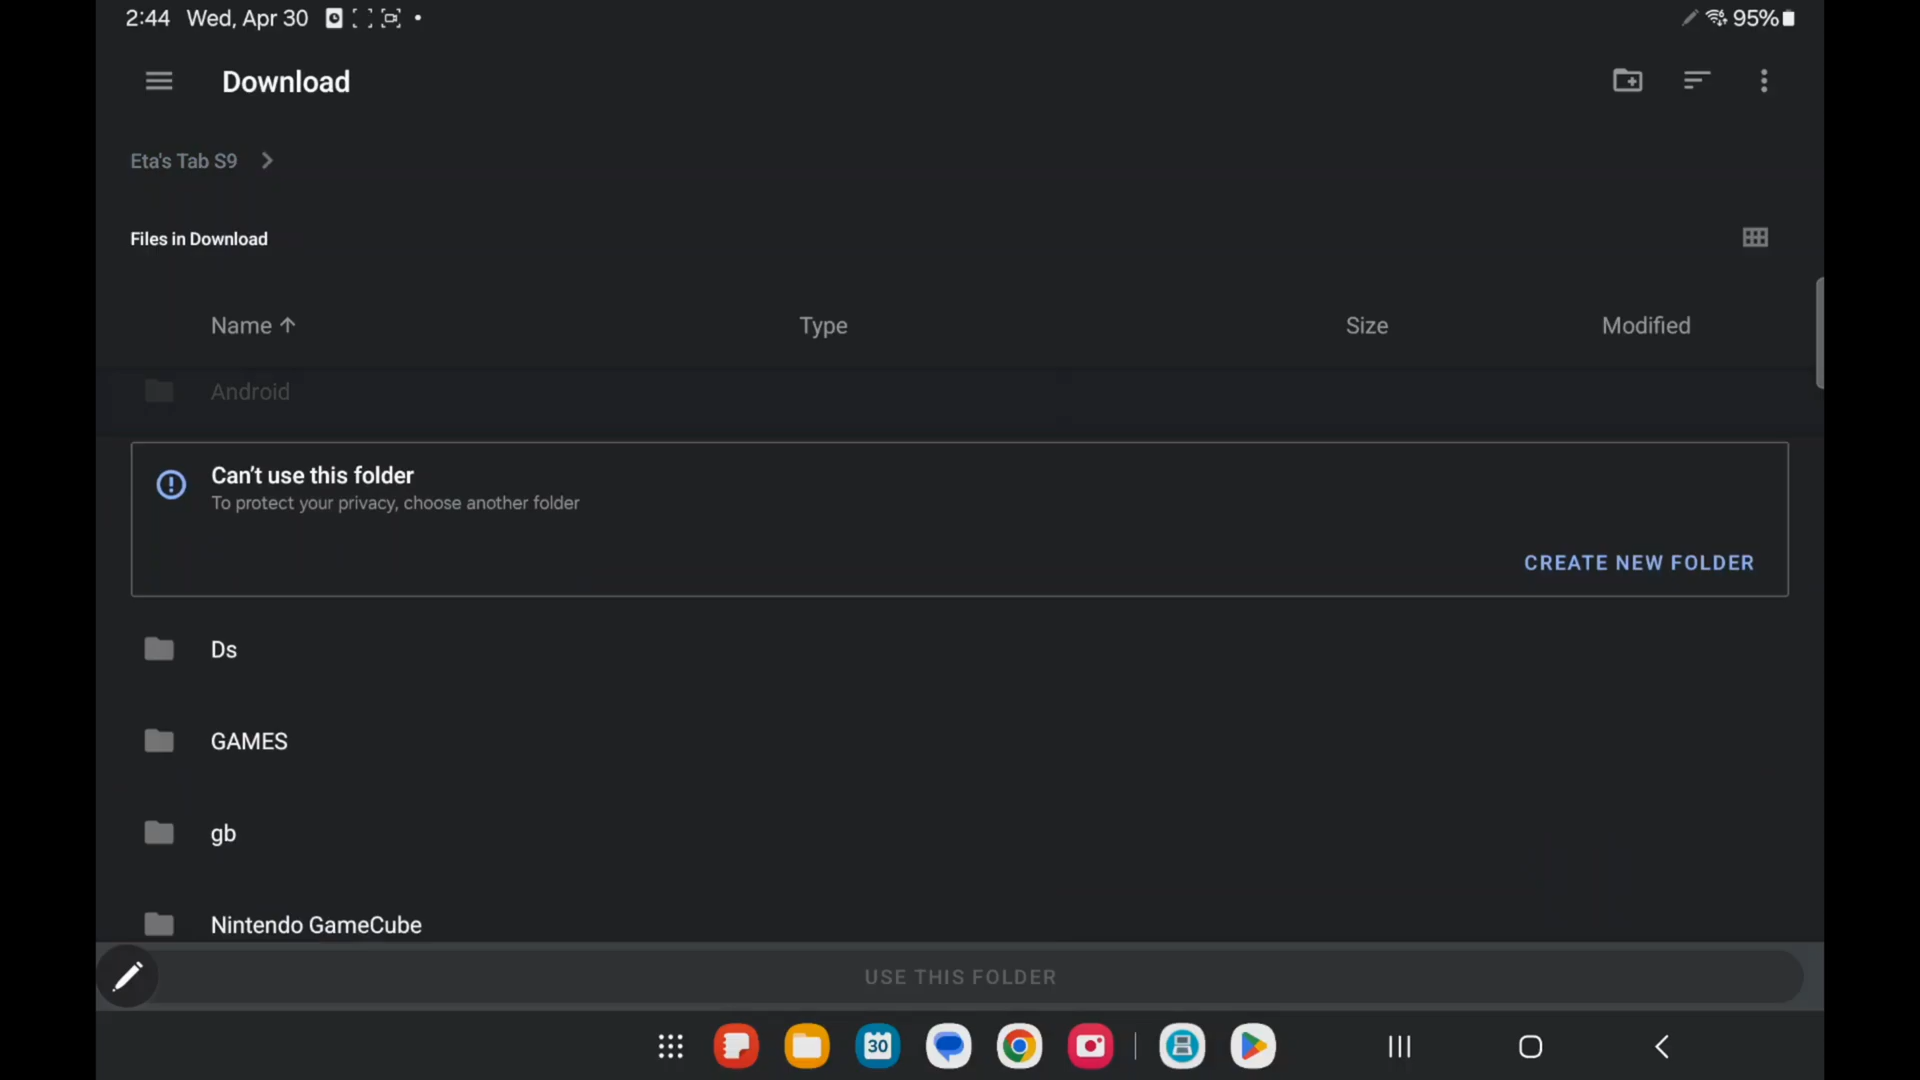 2:44 Wed, Apr 30
95%
Download
Eta's Tab S9
Files in Download
Name Type Size Modified
Android
Can't use this folder
To protect your privacy, choose another folder
CREATE NEW FOLDER
Ds
GAMES
gb
Nintendo GameCube
USE THIS FOLDER
30